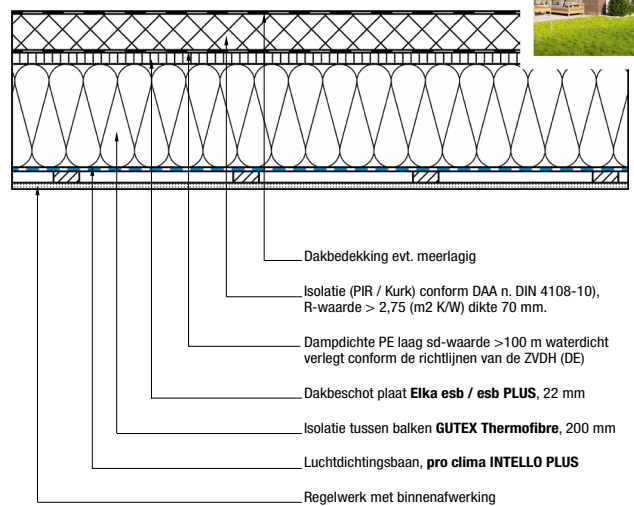 Dakbedekking evt. meerlagig
Isolatie (PIR / Kurk) conform DAA n. DIN 4108-10),
R-waarde > 2,75 (m2 K/W) dikte 70 mm.
Dampdichte PE laag sd-waarde >100 m waterdicht
verlegt conform de richtlijnen van de ZVDH (DE)
Dakbeschot plaat Elka esb / esb PLUS, 22 mm
Isolatie tussen balken GUTEX Thermofibre, 200 mm
Luchtdichtingsbaan, pro clima INTELLO PLUS
Regelwerk met binnenafwerking